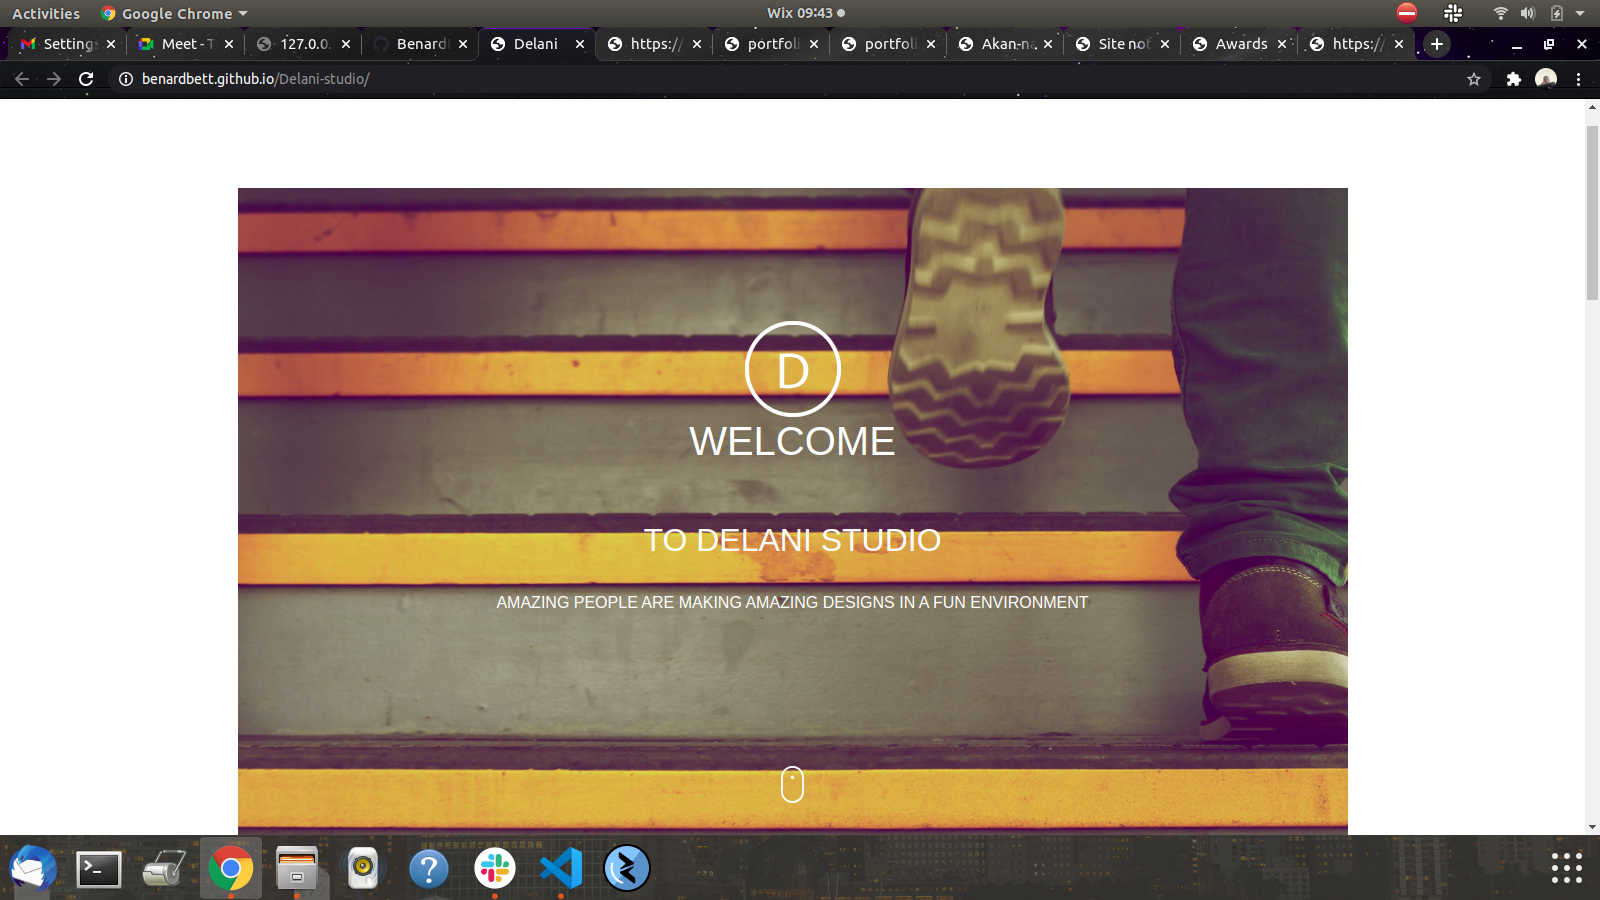 Activities Google Chrome Wix 09:43
Settings Meet - T 127.0.0. Benard Delani https:// portfoli portfoli Akan-na Site not Awards https://
benardbett.github.io/Delani-studio/
D
WELCOME
TO DELANI STUDIO
AMAZING PEOPLE ARE MAKING AMAZING DESIGNS IN A FUN ENVIRONMENT